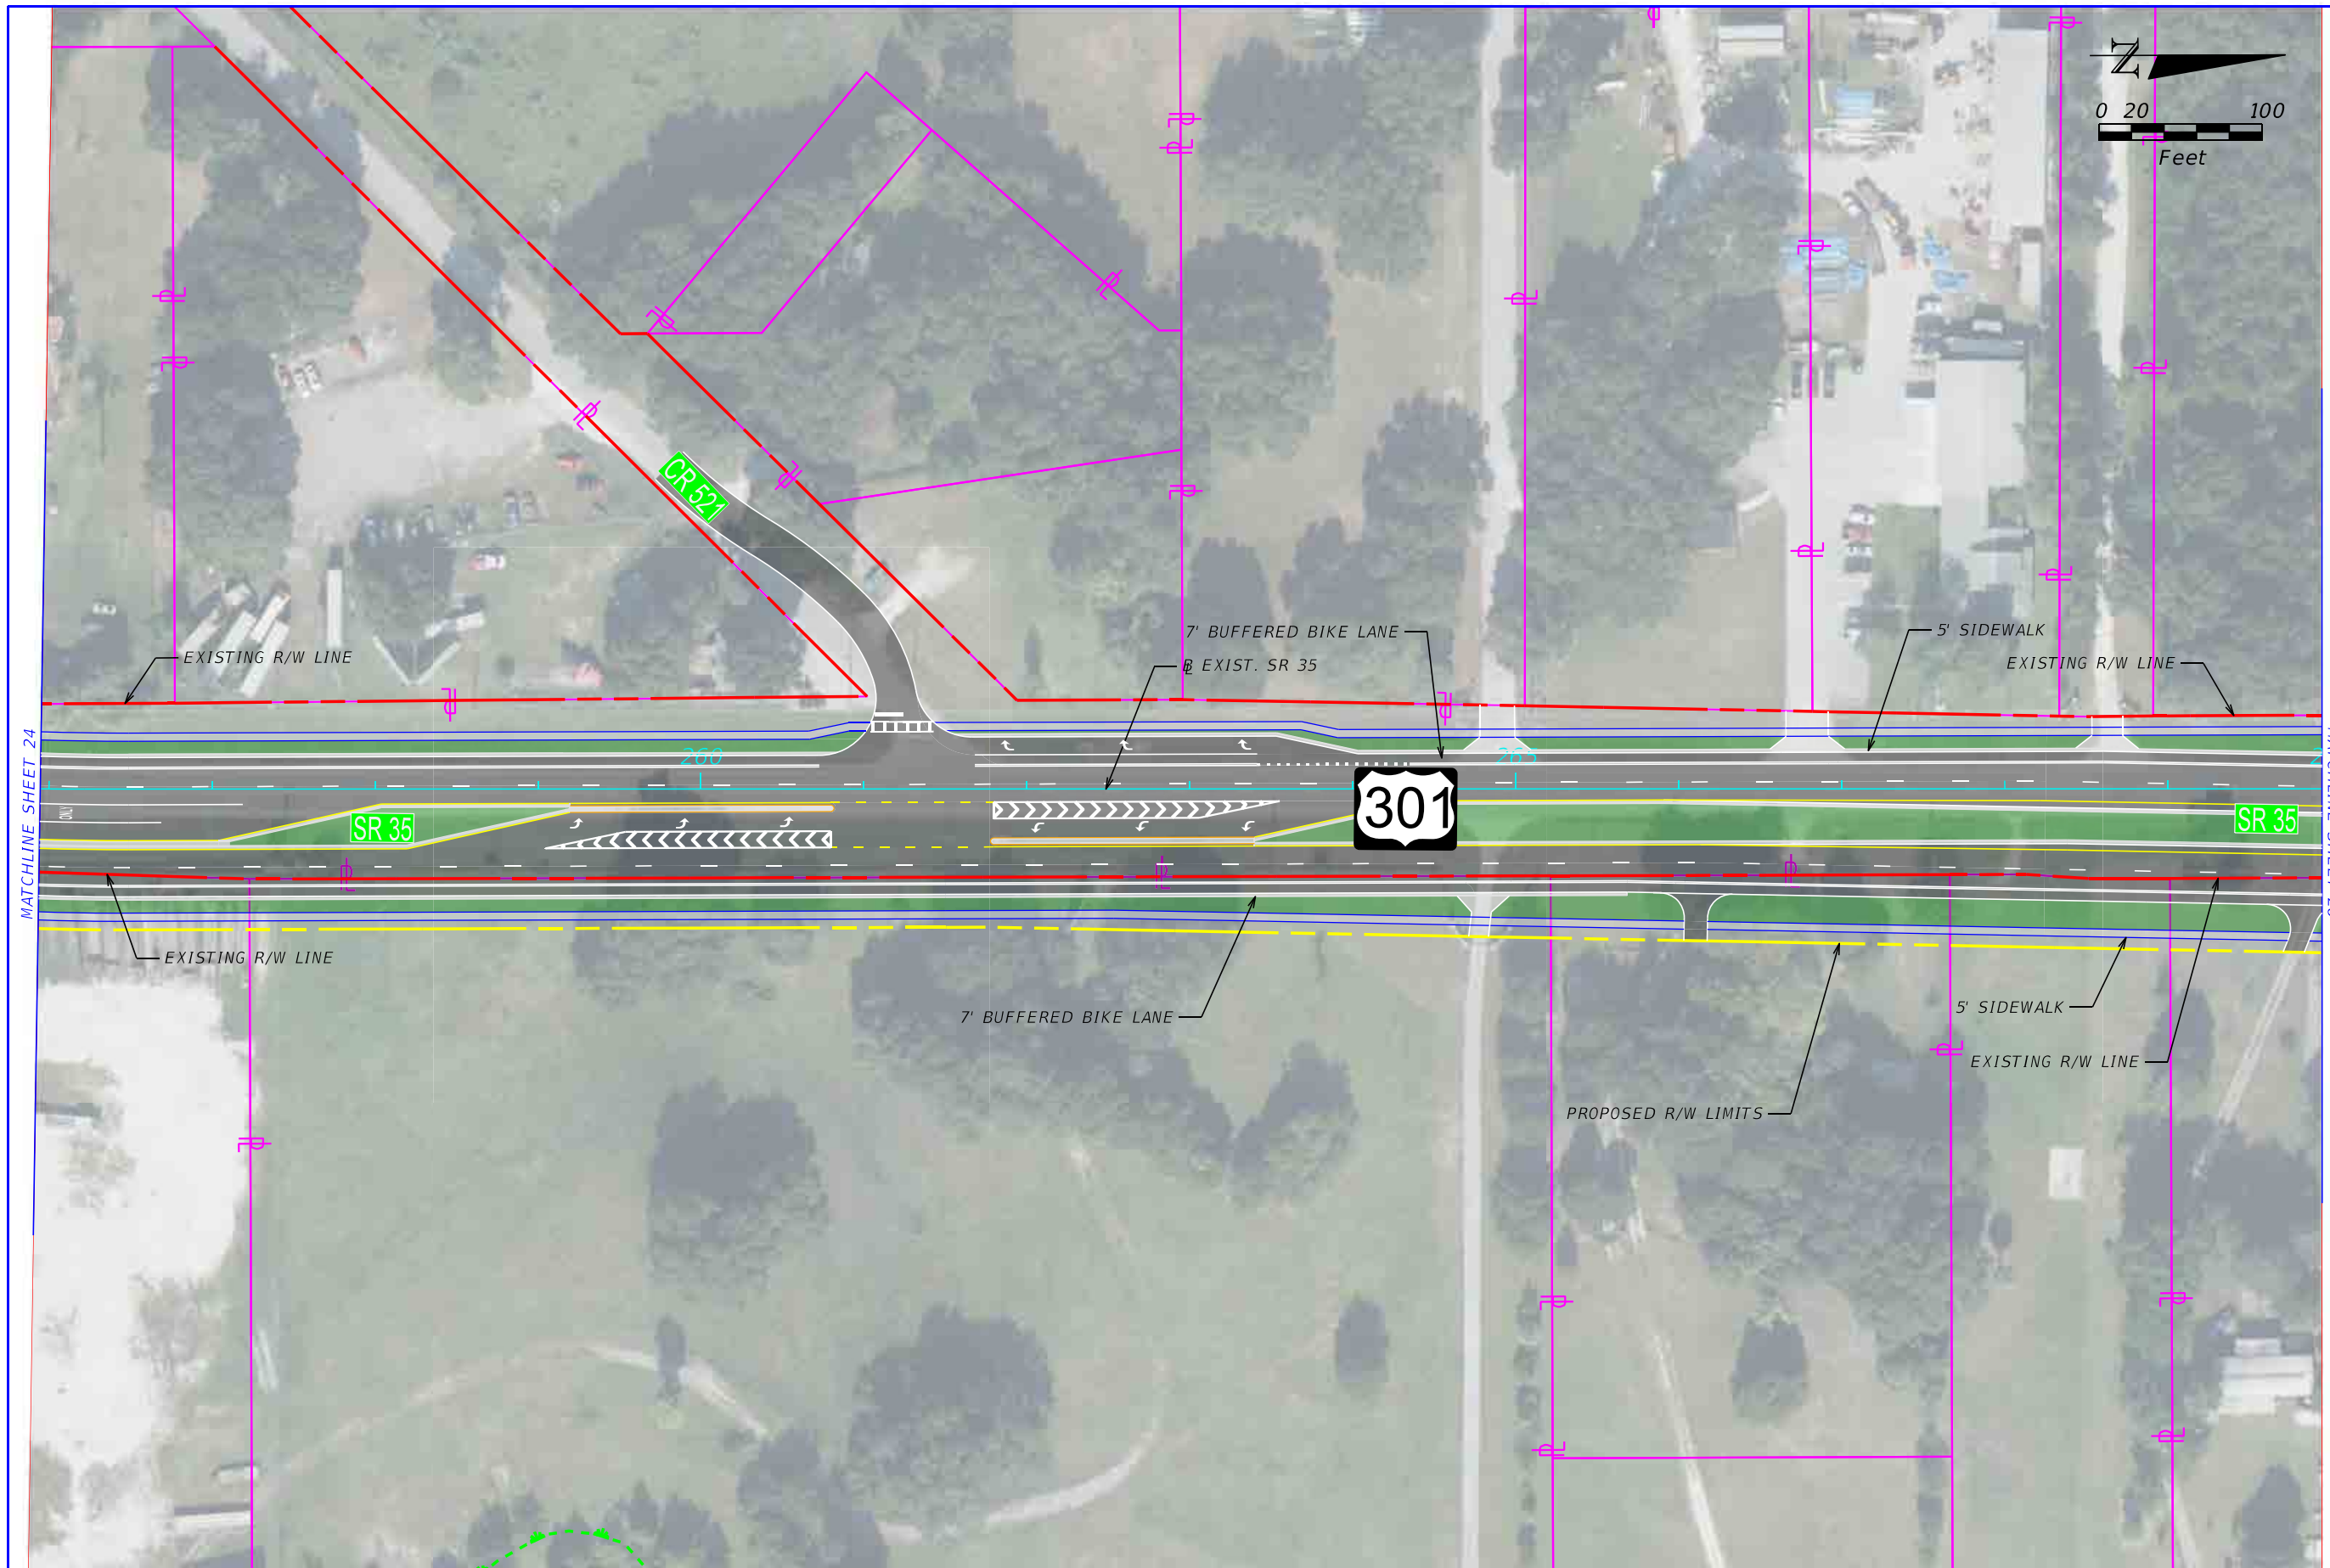 N
0 20 100
Feet
CR 521
7' BUFFERED BIKE LANE
5' SIDEWALK
EXISTING R/W LINE
EXIST. SR 35
EXISTING R/W LINE
260
265
MATCHLINE SHEET 24
ONLY
SR 35
301
SR 35
EXISTING R/W LINE
7' BUFFERED BIKE LANE
5' SIDEWALK
EXISTING R/W LINE
PROPOSED R/W LIMITS